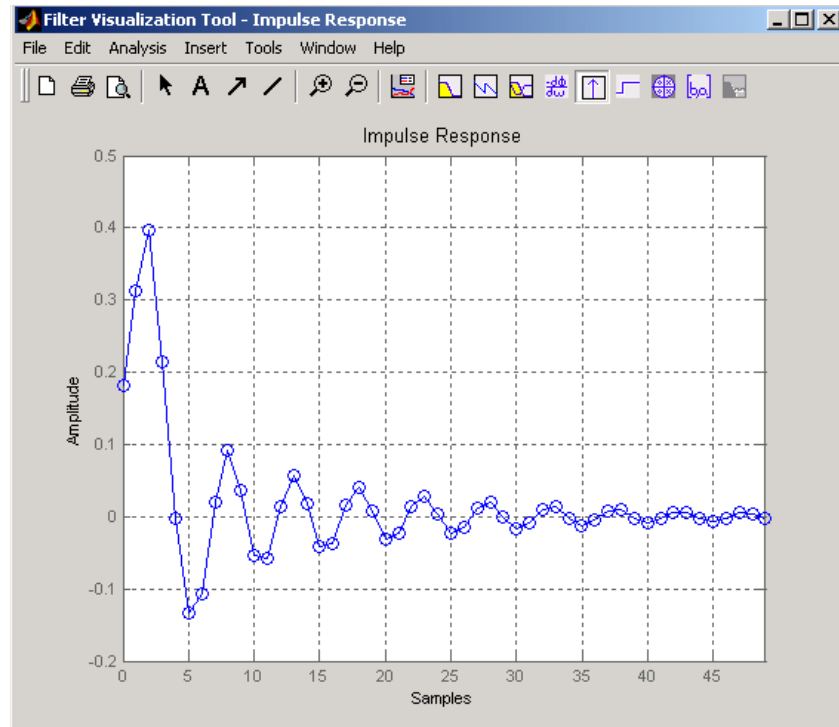 Filter Visualization Tool - Impulse Response
File Edit Analysis Insert Tools Window Help
A
Impulse Response
0.5
0.4
0.3
0.2
0.1
0
-0.1
-0.2
Amplitude
0 5 10 15 20 25 30 35 40 45
Samples